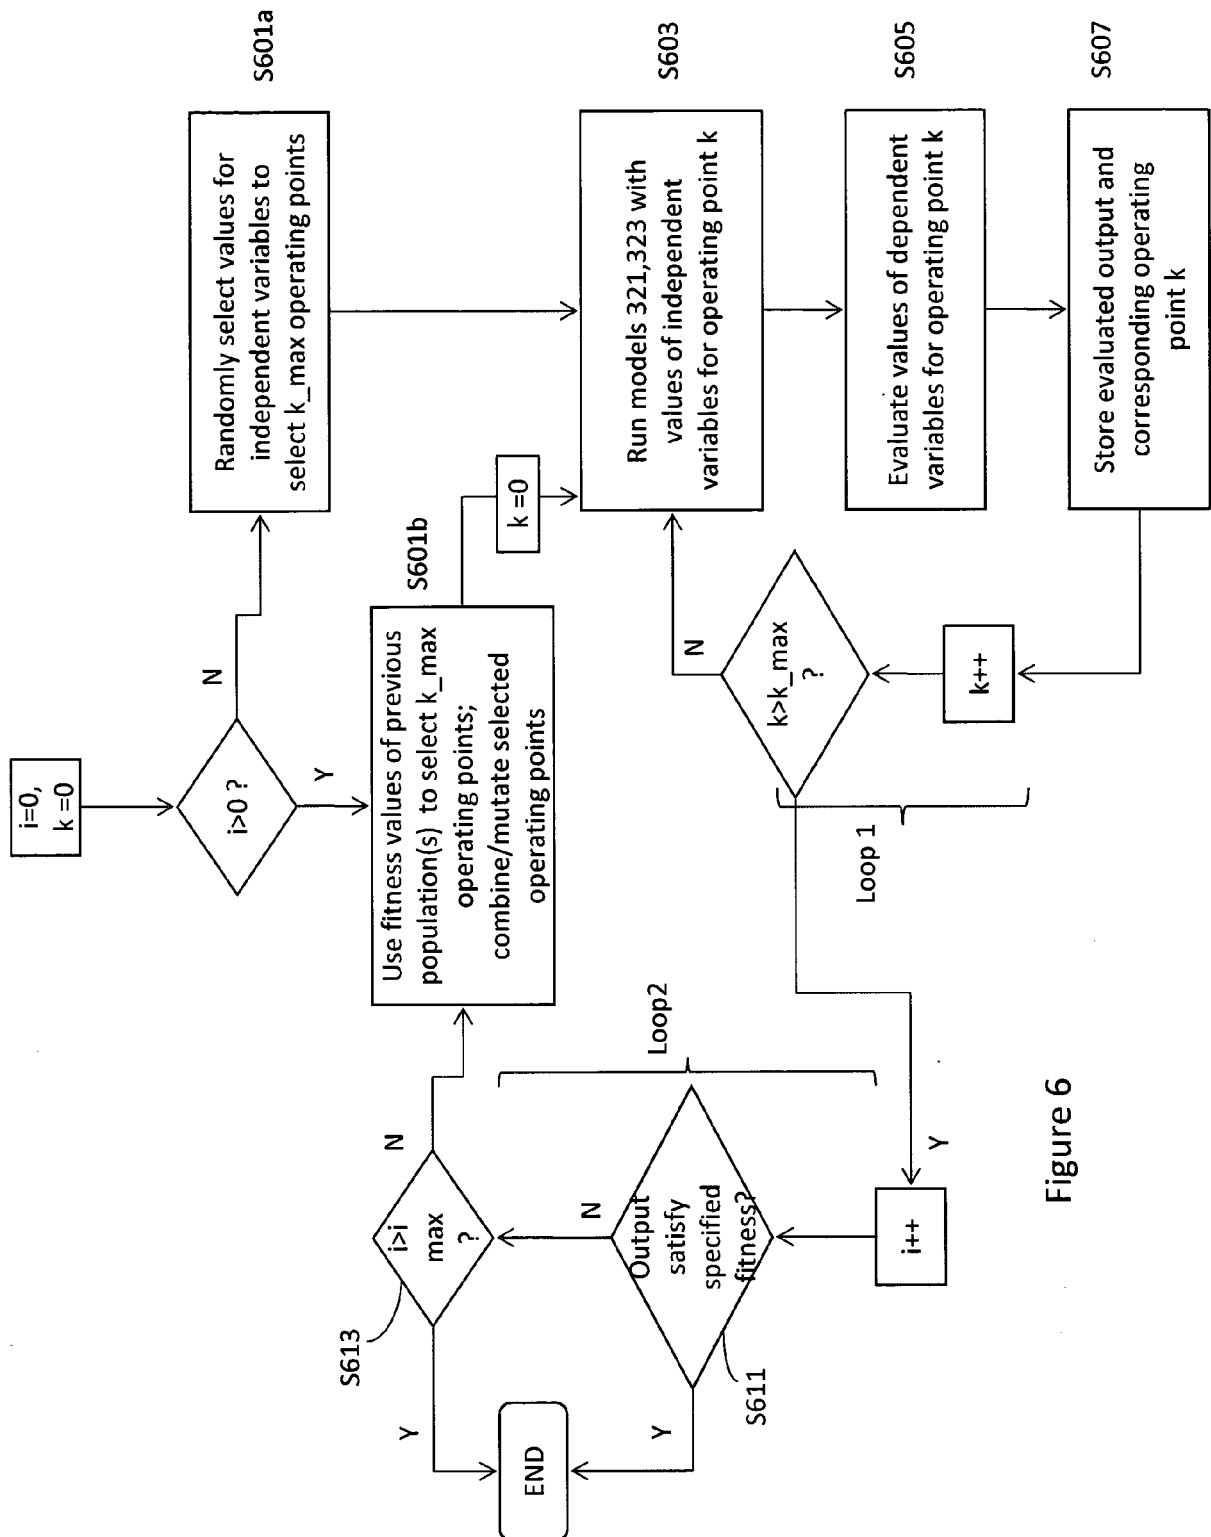 i=0,
k =0
i>0 ?
N
Y
Randomly select values for
independent variables to
select k_max operating points
S601a
Use fitness values of previous
population(s) to select k_max
operating points;
combine/mutate selected
operating points
S601b
k =0
Run models 321,323 with
values of independent
variables for operating point k
S603
Evaluate values of dependent
variables for operating point k
S605
Store evaluated output and
corresponding operating
point k
S607
k++
k>k_max
?
N
Y
Loop 1
i++
Output
satisfy
specified
fitness?
S611
N
Y
Loop2
i>i
max
?
S613
N
Y
END
Figure 6